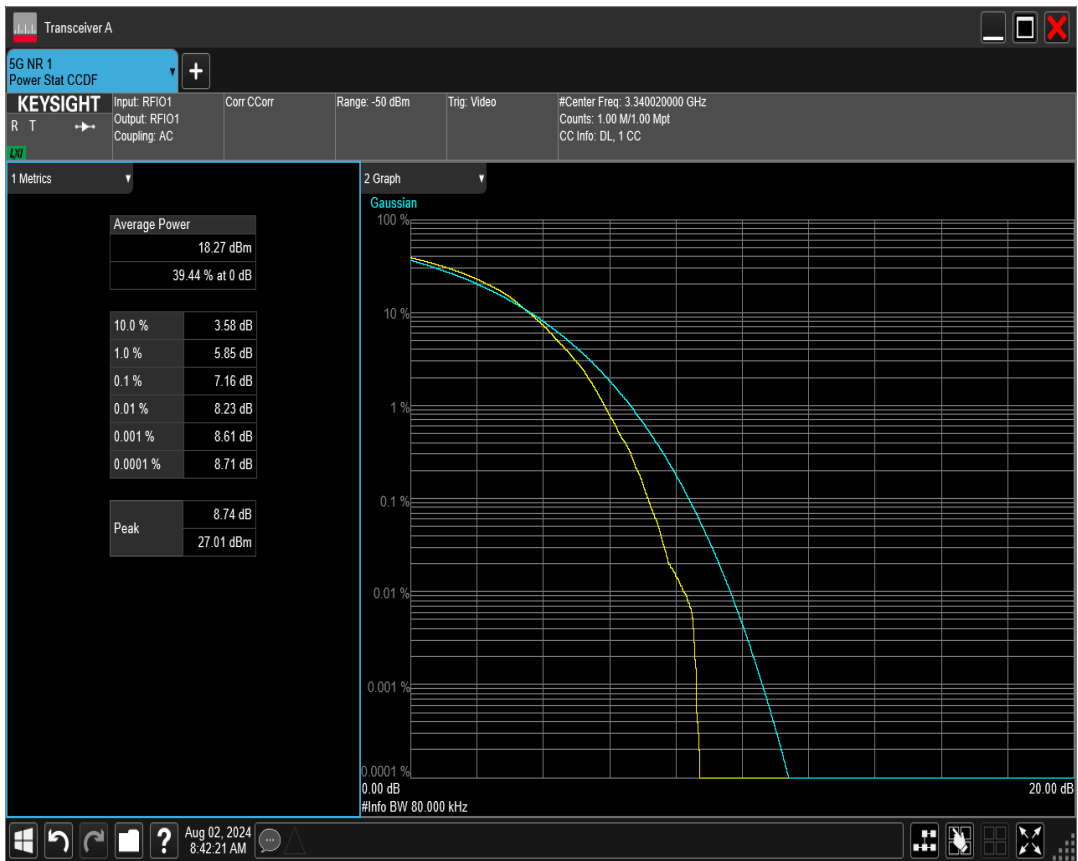 Transceiver A
5G NR 1
Power Stat CCDF
+
KEYSIGHT
R T
LXI
Input: RFIO1
Output: RFIO1
Coupling: AC
Corr CCorr
Range: -50 dBm
Trig: Video
#Center Freq: 3.340020000 GHz
Counts: 1.00 M/1.00 Mpt
CC Info: DL, 1 CC
1 Metrics
Average Power
18.27 dBm
39.44 % at 0 dB
10.0 % 3.58 dB
1.0 % 5.85 dB
0.1 % 7.16 dB
0.01 % 8.23 dB
0.001 % 8.61 dB
0.0001 % 8.71 dB
Peak
8.74 dB
27.01 dBm
2 Graph
Gaussian
100 %
10 %
1 %
0.1 %
0.01 %
0.001 %
0.0001 %
0.00 dB 20.00 dB
#Info BW 80.000 kHz
?
Aug 02, 2024
8:42:21 AM